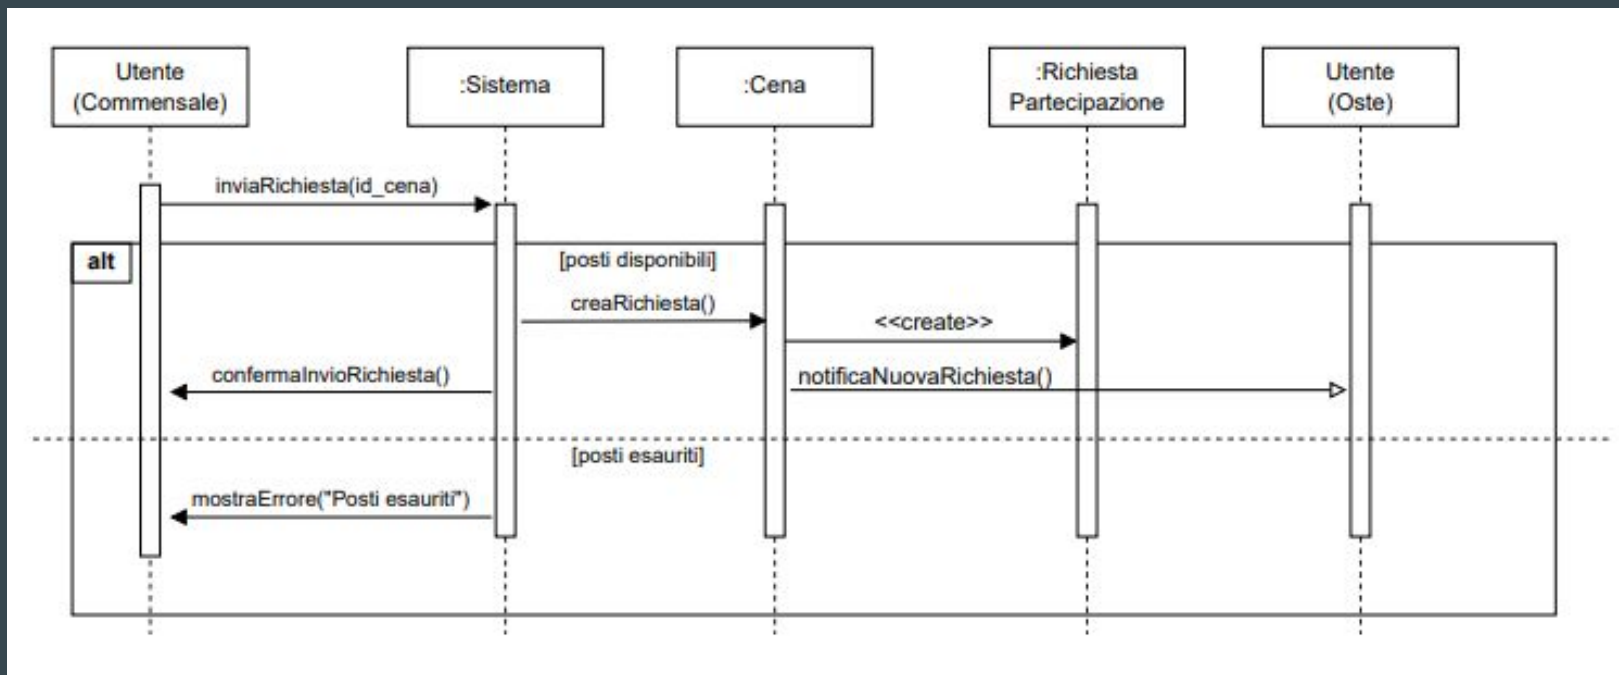 Utente
(Commensale)
:Sistema
:Cena
:Richiesta
Partecipazione
Utente
(Oste)
inviaRichiesta(id_cena)
alt
[posti disponibili]
creaRichiesta()
<<create>>
confermaInvioRichiesta()
notificaNuovaRichiesta()
[posti esauriti]
mostraErrore("Posti esauriti")